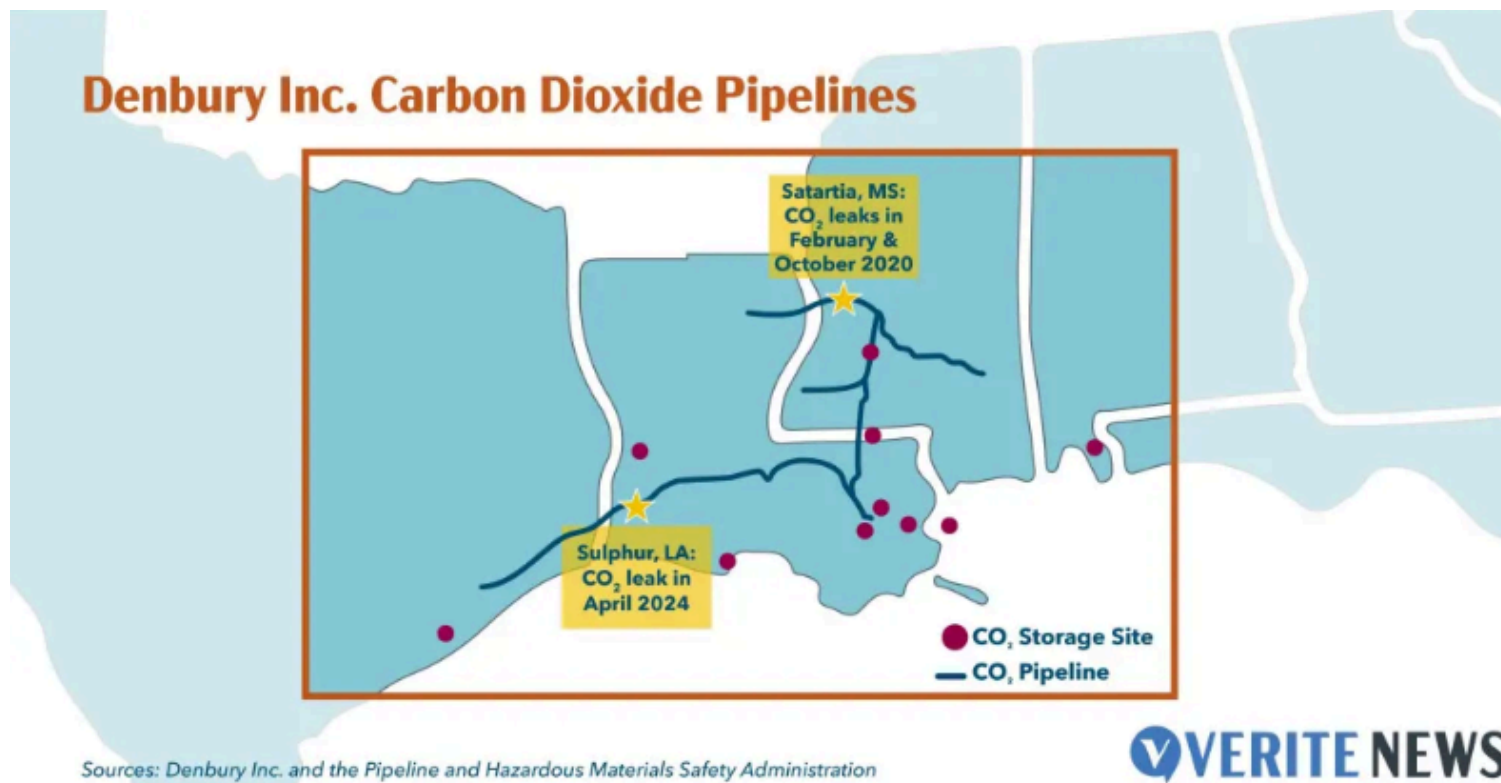 Denbury Inc. Carbon Dioxide Pipelines
Satartia, MS:
CO₂ leaks in
February &
October 2020
Sulphur, LA:
CO₂ leak in
April 2024
CO₂ Storage Site
CO₂ Pipeline
Sources: Denbury Inc. and the Pipeline and Hazardous Materials Safety Administration
VERITE NEWS